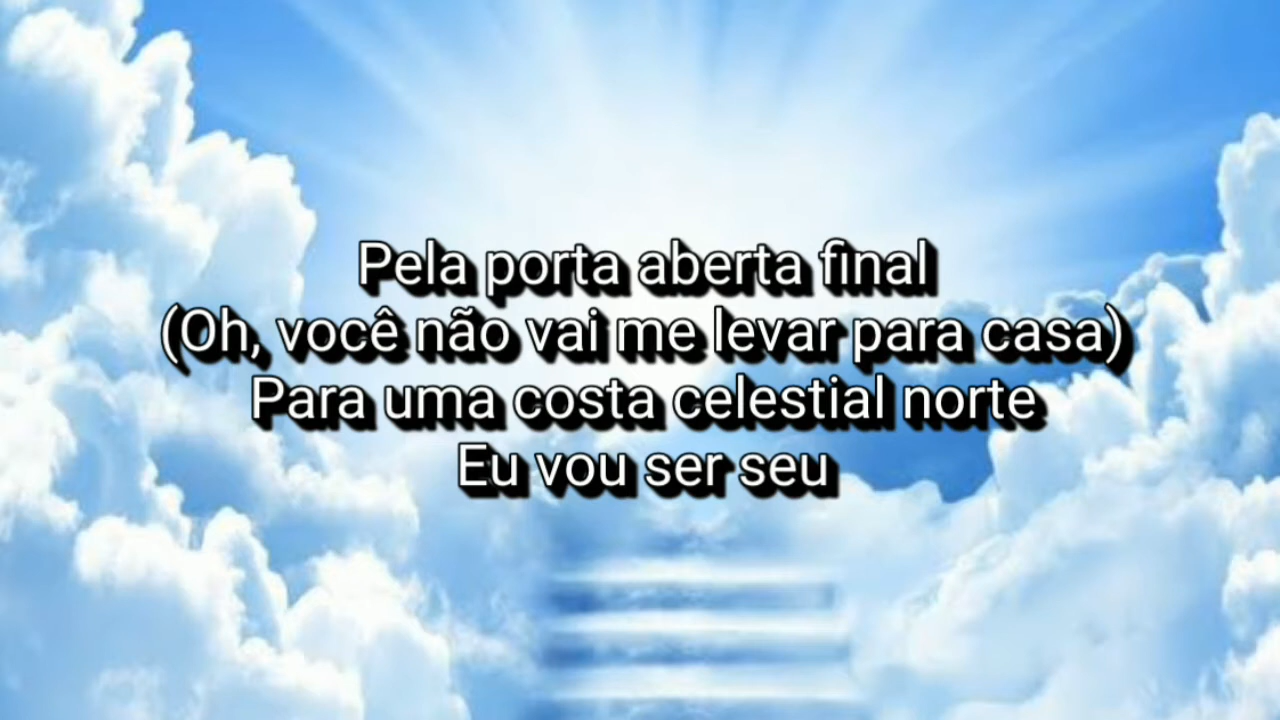 Pela porta aberta final
(Oh, você não vai me levar para casa)
Para uma costa celestial norte
Eu vou ser seu